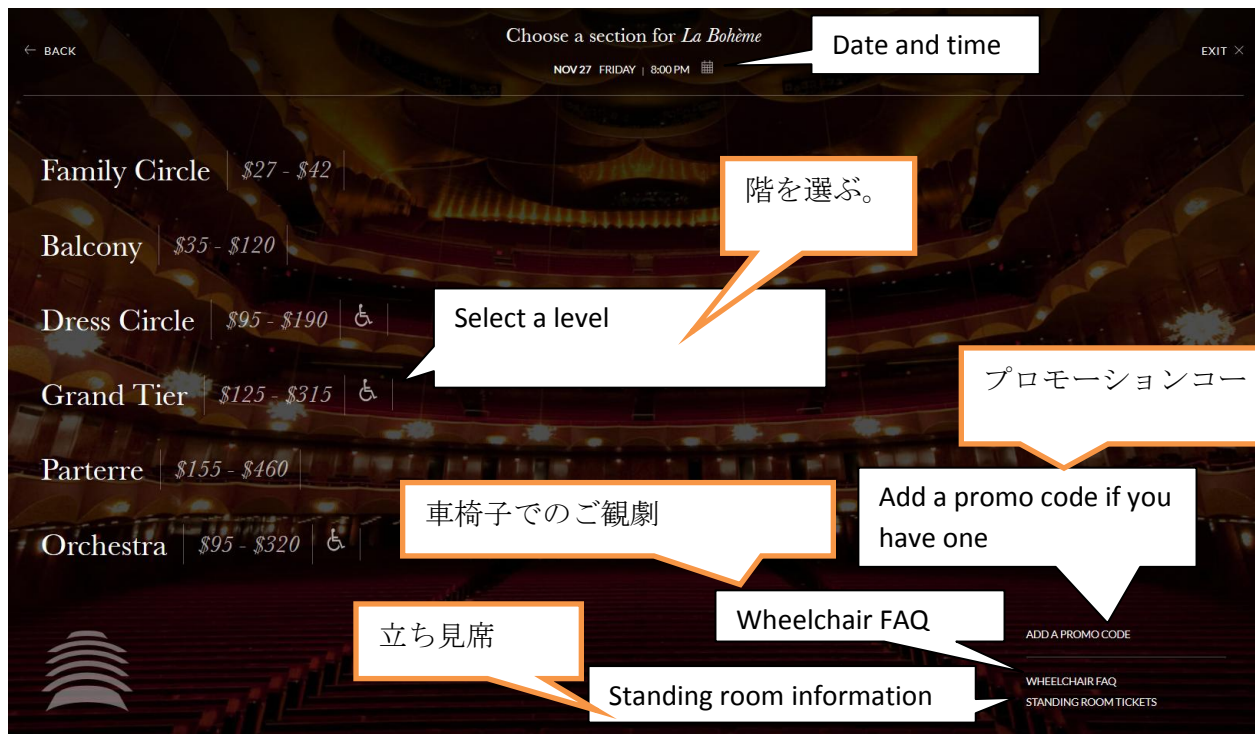 ← BACK
Choose a section for La Bohème
NOV 27 FRIDAY | 8:00 PM
Date and time
EXIT ×
Family Circle | $27 - $42
階を選ぶ。
Balcony | $35 - $120
Dress Circle | $95 - $190
Select a level
Grand Tier | $125 - $315
プロモーションコー
Parterre | $155 - $460
車椅子でのご観劇
Add a promo code if you
have one
Orchestra | $95 - $320
立ち見席
Wheelchair FAQ
ADD A PROMO CODE
Standing room information
WHEELCHAIR FAQ
STANDING ROOM TICKETS